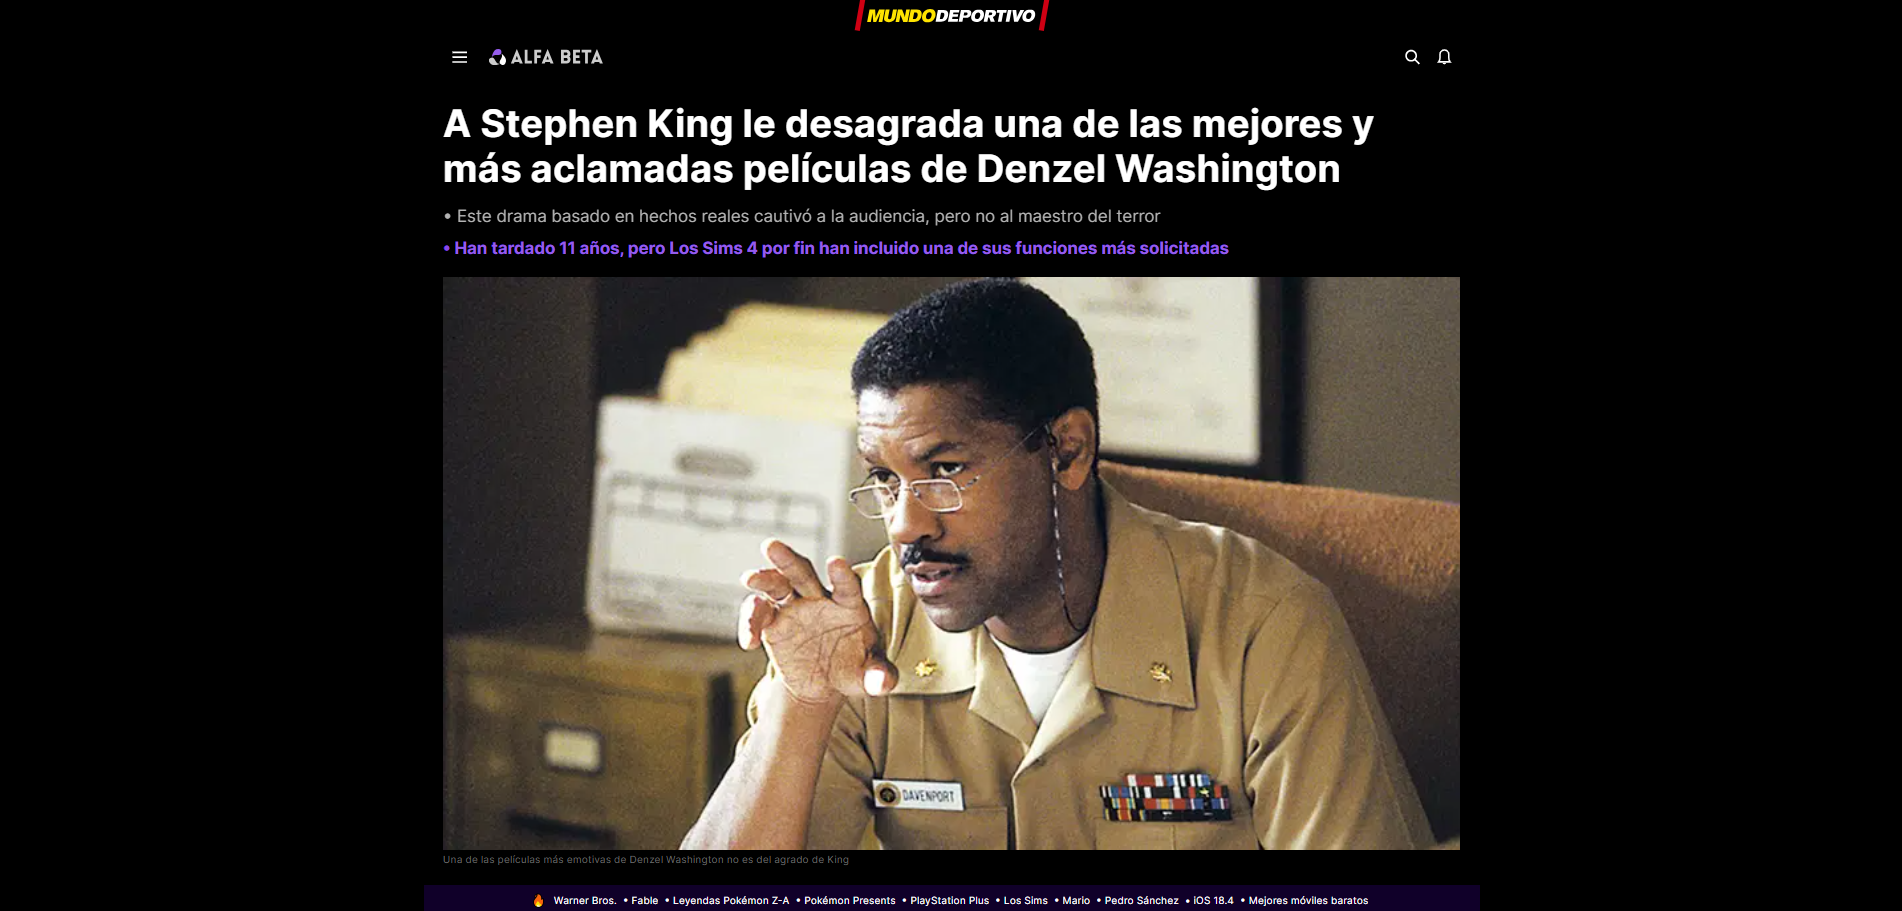 MUNDODEPORTIVO
ALFA BETA
A Stephen King le desagrada una de las mejores y
más aclamadas películas de Denzel Washington
• Este drama basado en hechos reales cautivó a la audiencia, pero no al maestro del terror
• Han tardado 11 años, pero Los Sims 4 por fin han incluido una de sus funciones más solicitadas
DAVENPORT
Una de las películas más emotivas de Denzel Washington no es del agrado de King
Warner Bros. • Fable • Leyendas Pokémon Z-A • Pokémon Presents • PlayStation Plus • Los Sims • Mario • Pedro Sánchez • iOS 18.4 • Mejores móviles baratos